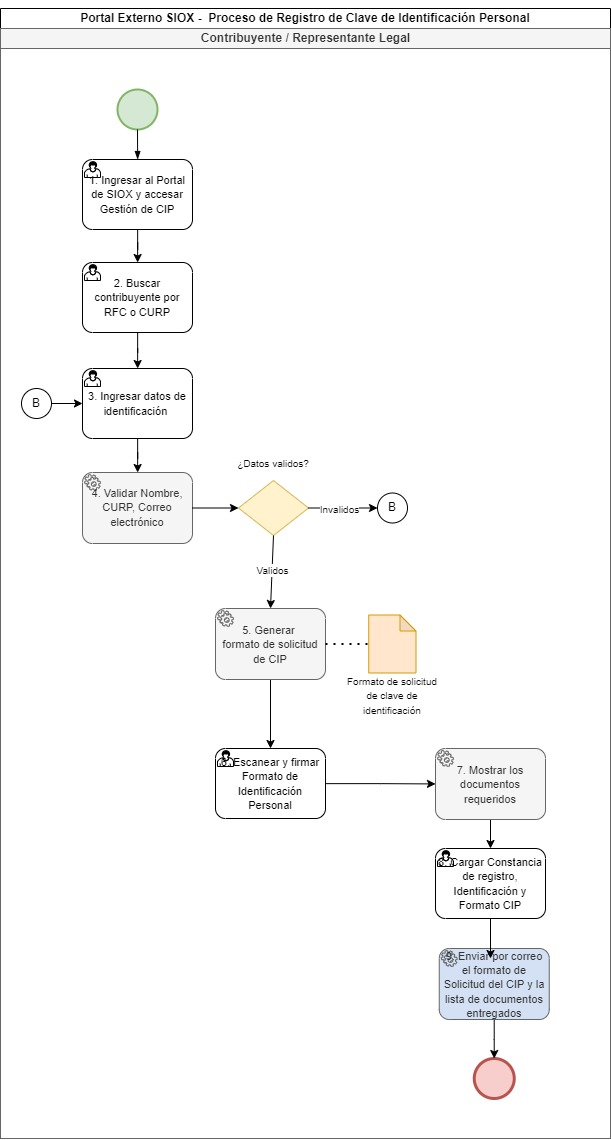 Portal Externo SIOX - Proceso de Registro de Clave de Identificación Personal
Contribuyente / Representante Legal
1. Ingresar al Portal
de SIOX y accesar
Gestión de CIP
2. Buscar
contribuyente por
RFC o CURP
B
3. Ingresar datos de
identificación
4. Validar Nombre,
CURP, Correo
electrónico
¿Datos validos?
Invalidos
B
Validos
5. Generar
formato de solicitud
de CIP
Formato de solicitud
de clave de
identificación
Escanear y firmar
Formato de
Identificación
Personal
7. Mostrar los
documentos
requeridos
Cargar Constancia
de registro,
Identificación y
Formato CIP
9. Enviar por correo
el formato de
Solicitud del CIP y la
lista de documentos
entregados